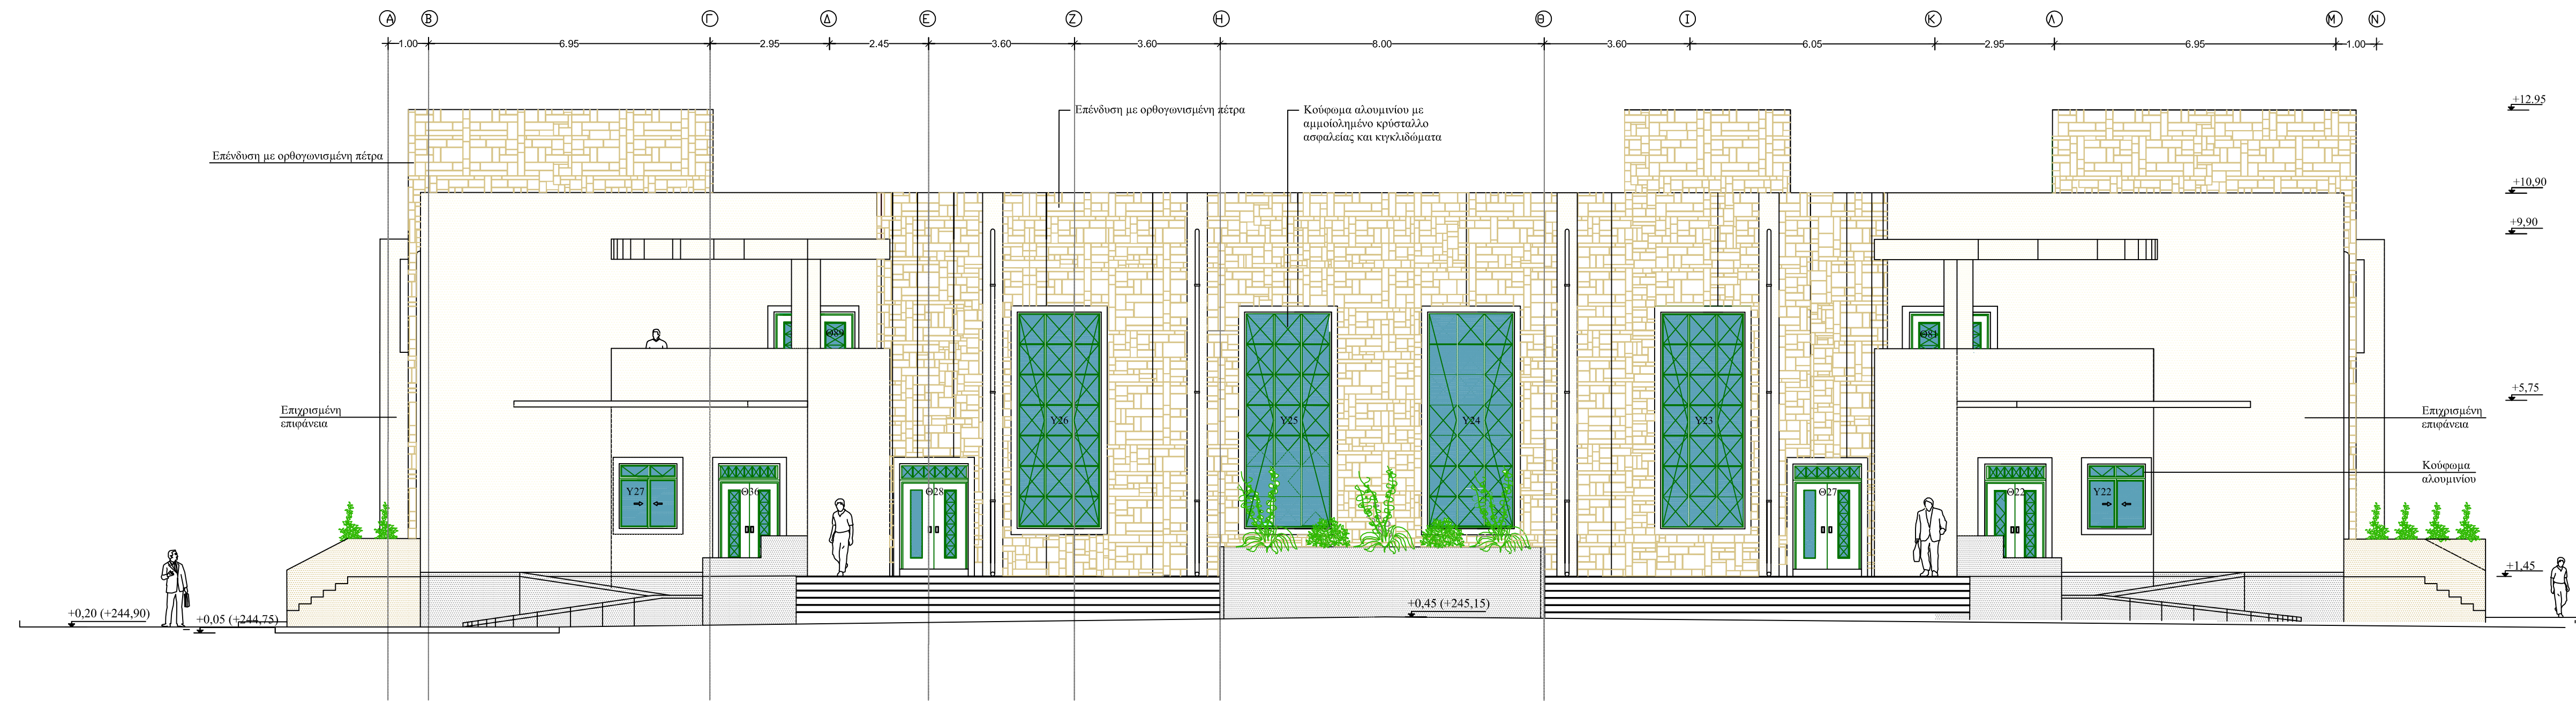 Α Β Γ Δ Ε Ζ Η Θ Ι Κ Λ Μ Ν
1.00 6.95 2.95 2.45 3.60 3.60 8.00 3.60 6.05 2.95 6.95 1.00
+12.95
Επένδυση με ορθογωνισμένη πέτρα
Κούφωμα αλουμινίου με
αμμοίολημένο κρύσταλλο
ασφαλείας και κιγκλιδώματα
Επένδυση με ορθογωνισμένη πέτρα
+10,90
+9,90
Θ80
Θ81
+5,75
Επιχρισμένη
επιφάνεια
Υ26
Υ25
Υ24
Υ23
Επιχρισμένη
επιφάνεια
Κούφωμα
αλουμινίου
Υ27
Θ36
Θ28
Θ27
Θ22
Υ22
+1,45
+0,20 (+244,90)
+0,05 (+244,75)
+0,45 (+245,15)